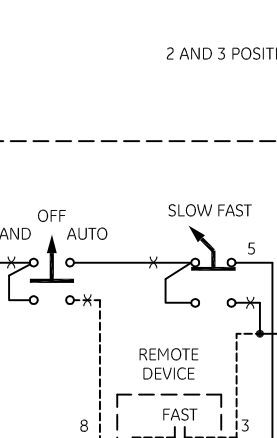 2 AND 3 POSITI
SLOW FAST
OFF
AND AUTO
5
REMOTE
DEVICE
FAST
8
3